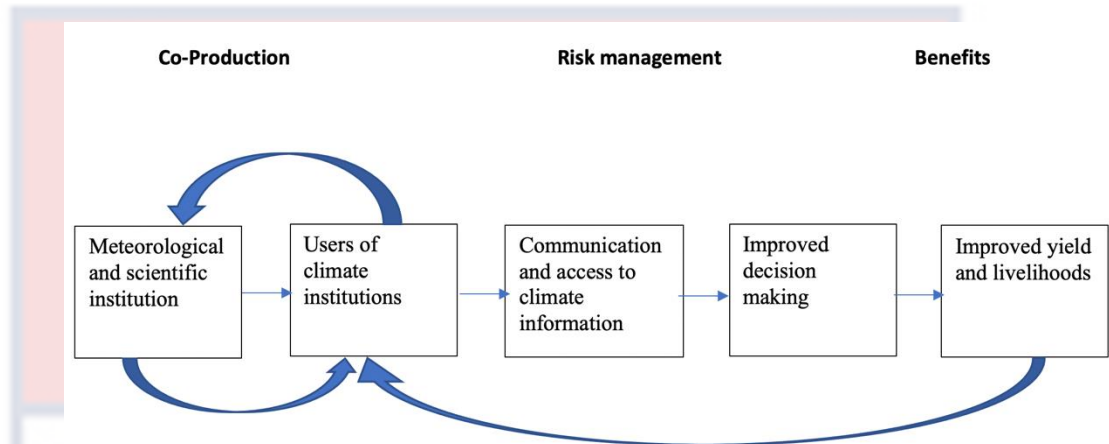 Co-Production
Risk management
Benefits
Meteorological
and scientific
institution
Users of
climate
institutions
Communication
and access to
climate
information
Improved
decision
making
Improved yield
and livelihoods